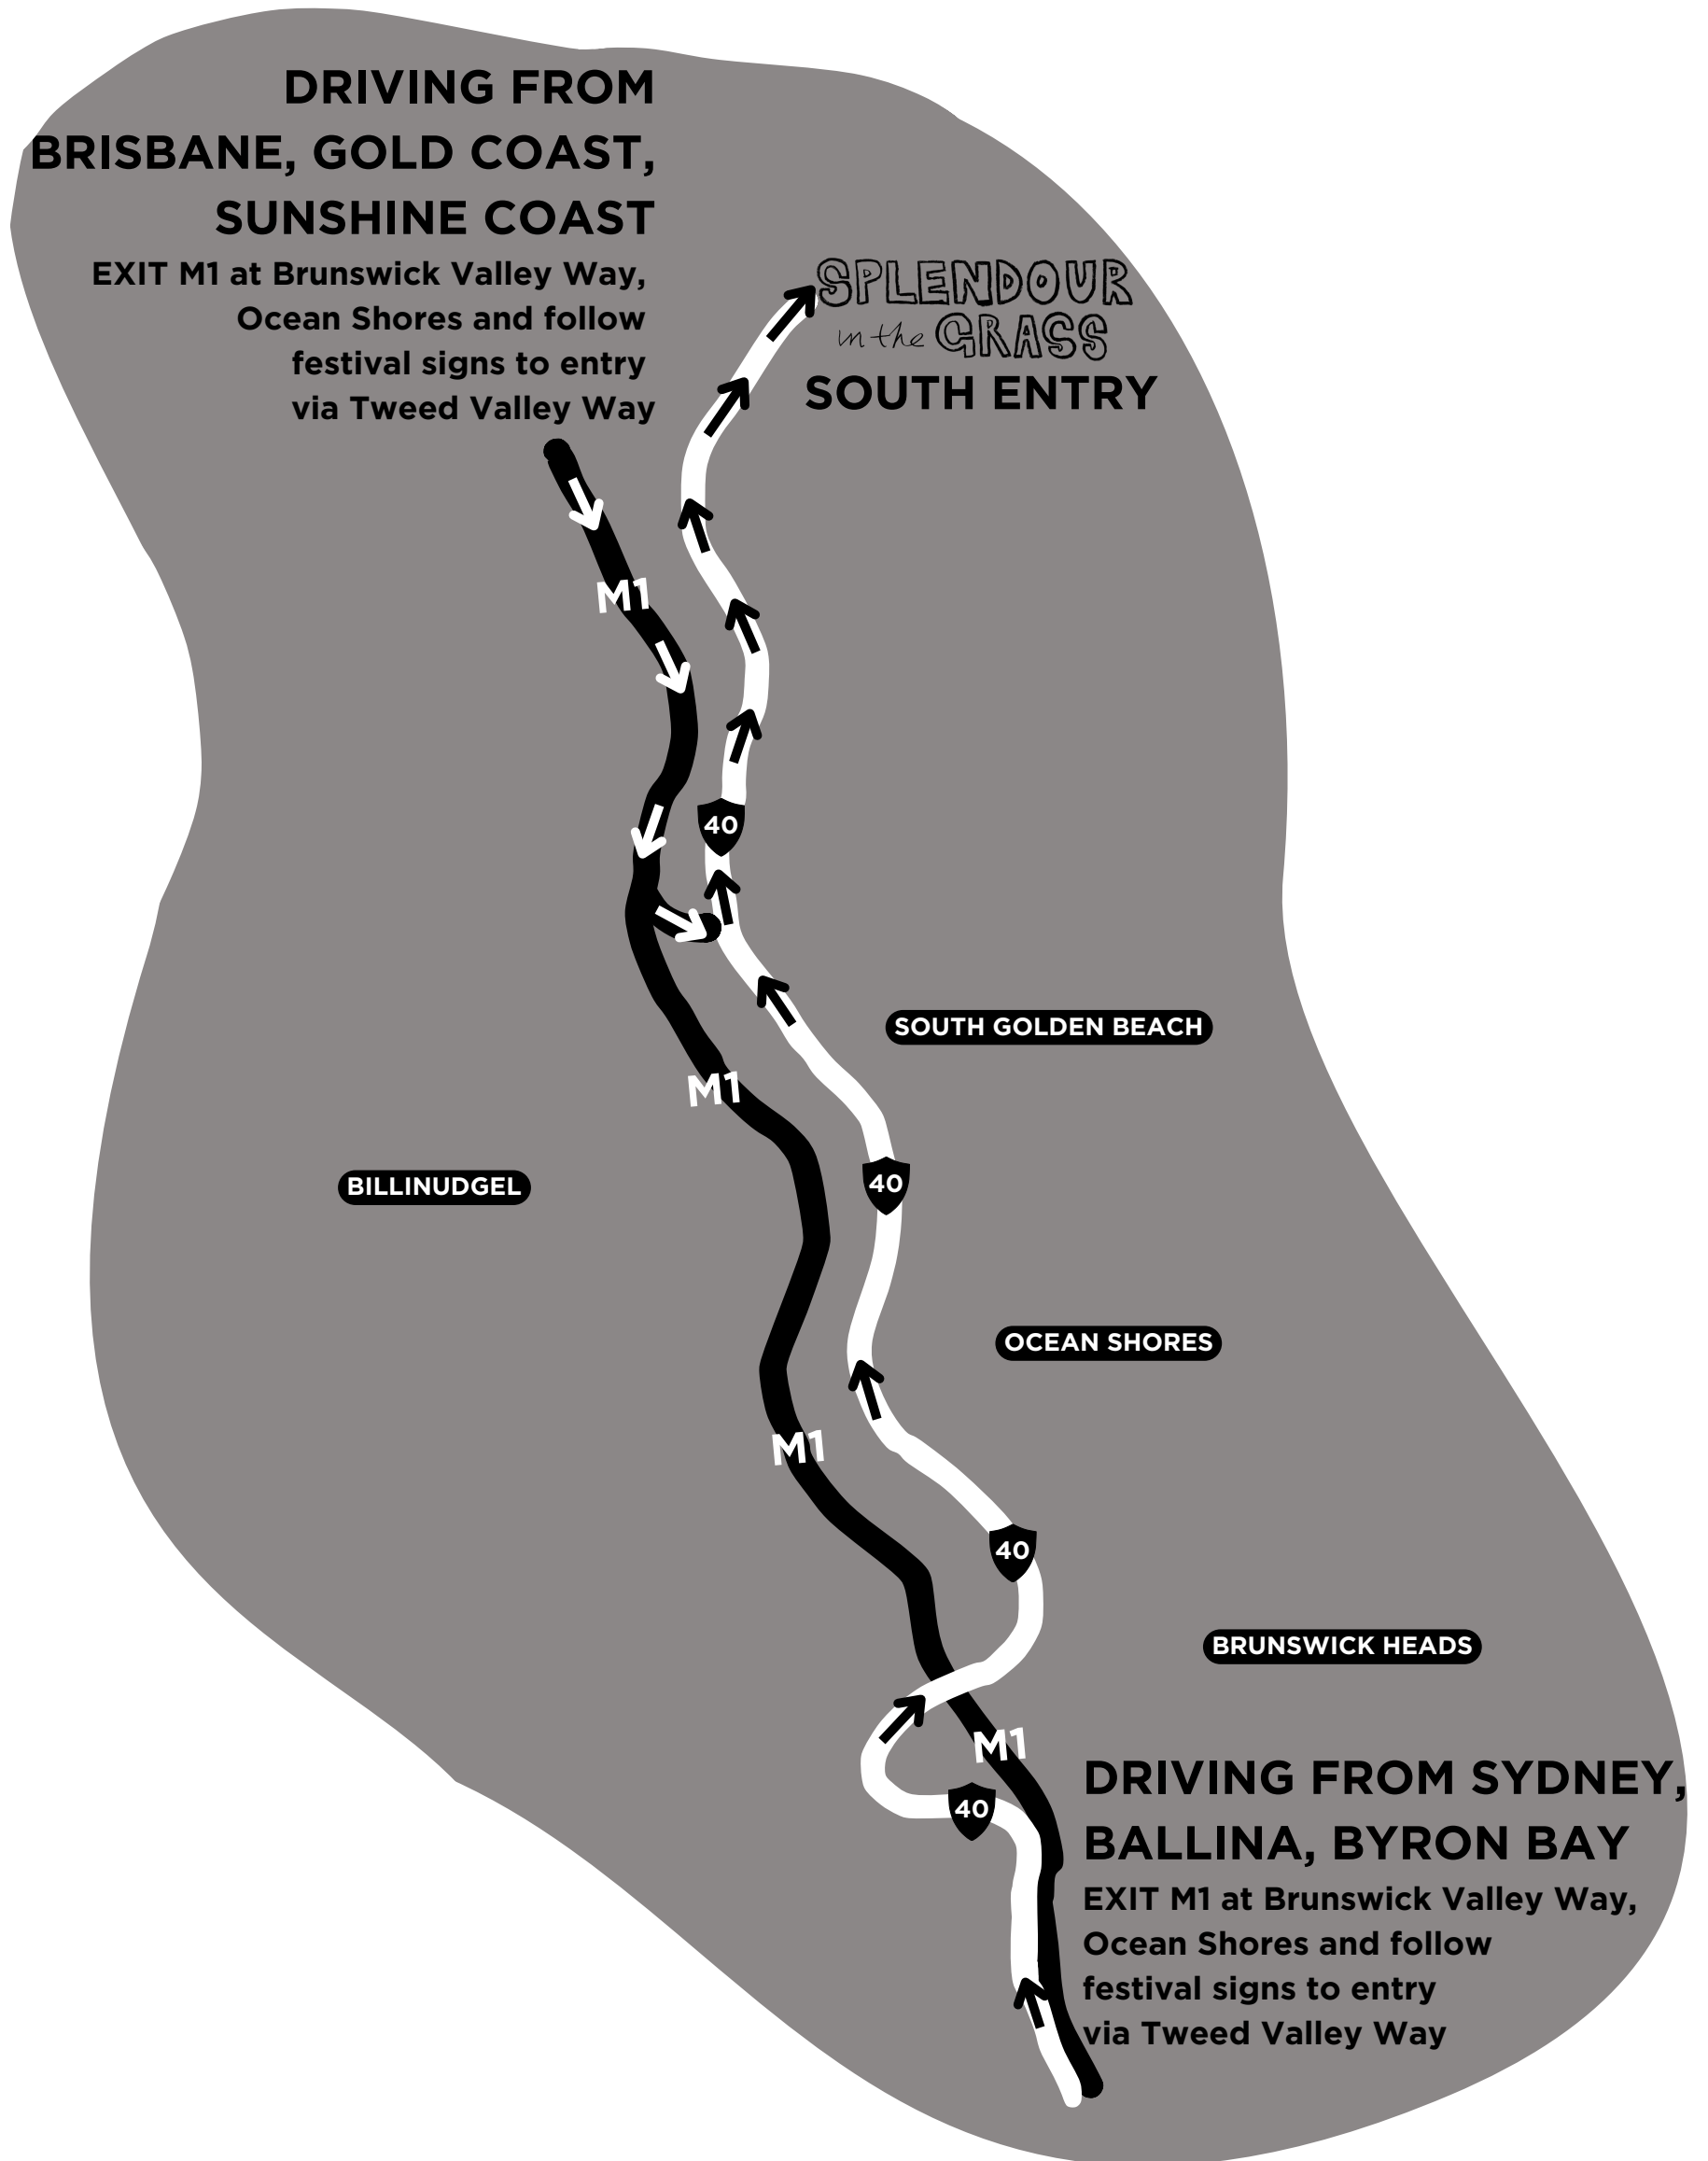 DRIVING FROM
BRISBANE, GOLD COAST,
SUNSHINE COAST
EXIT M1 at Brunswick Valley Way,
Ocean Shores and follow
festival signs to entry
via Tweed Valley Way
SPLENDOUR
in the GRASS
SOUTH ENTRY
M1
40
SOUTH GOLDEN BEACH
M1
BILLINUDGEL
40
OCEAN SHORES
M1
40
BRUNSWICK HEADS
M1
40
DRIVING FROM SYDNEY,
BALLINA, BYRON BAY
EXIT M1 at Brunswick Valley Way,
Ocean Shores and follow
festival signs to entry
via Tweed Valley Way